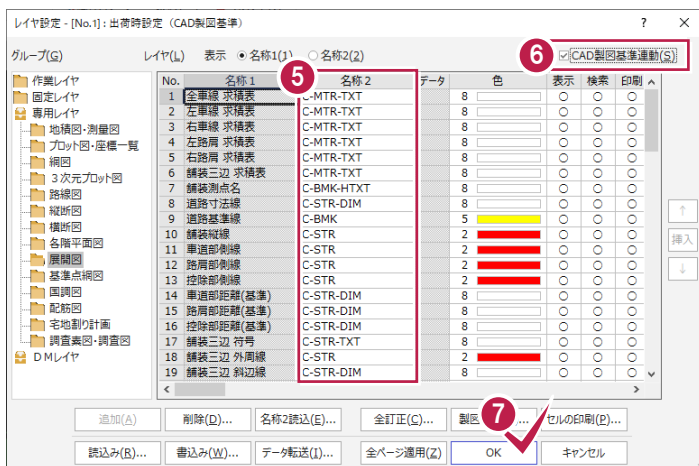 レイヤ設定 - [No.1] : 出荷時設定（CAD製図基準） ? ×
グループ(G) レイヤ(L) 表示 名称1(1) 名称2(2) 6 CAD製図基準連動(S)
5
作業レイヤ
固定レイヤ
専用レイヤ
地積図・測量図
プロット図・座標一覧
網図
３次元プロット図
路線図
縦断図
横断図
各階平面図
展開図
基準点網図
国調図
配筋図
宅地割り計画
調査素図・調査図
ＤＭレイヤ
No. 名称 1 名称 2 データ 色 表示 検索 印刷
1 全車線 求積表 C-MTR-TXT 8 ○ ○ ○
2 左車線 求積表 C-MTR-TXT 8 ○ ○ ○
3 右車線 求積表 C-MTR-TXT 8 ○ ○ ○
4 左路肩 求積表 C-MTR-TXT 8 ○ ○ ○
5 右路肩 求積表 C-MTR-TXT 8 ○ ○ ○
6 舗装三辺 求積表 C-MTR-TXT 8 ○ ○ ○
7 舗装測点名 C-BMK-HTXT 8 ○ ○ ○
8 道路寸法線 C-STR-DIM 8 ○ ○ ○
9 道路基準線 C-BMK 5 ○ ○ ○
10 舗装縦線 C-STR 2 ○ ○ ○
11 車道部側線 C-STR 2 ○ ○ ○
12 路肩部側線 C-STR 2 ○ ○ ○
13 控除部側線 C-STR 2 ○ ○ ○
14 車道部距離(基準) C-STR-DIM 8 ○ ○ ○
15 路肩部距離(基準) C-STR-DIM 8 ○ ○ ○
16 控除部距離(基準) C-STR-DIM 8 ○ ○ ○
17 舗装三辺 符号 C-STR-TXT 8 ○ ○ ○
18 舗装三辺 外周線 C-STR 2 ○ ○ ○
19 舗装三辺 斜辺線 C-STR-DIM 8 ○ ○ ○
↑
挿入
↓
追加(A) 削除(D)... 名称2読込(E)... 全訂正(C)... 製図 7 ... セルの印刷(P)...
読込み(R)... 書込み(W)... データ転送(I)... 全ページ適用(Z) OK キャンセル